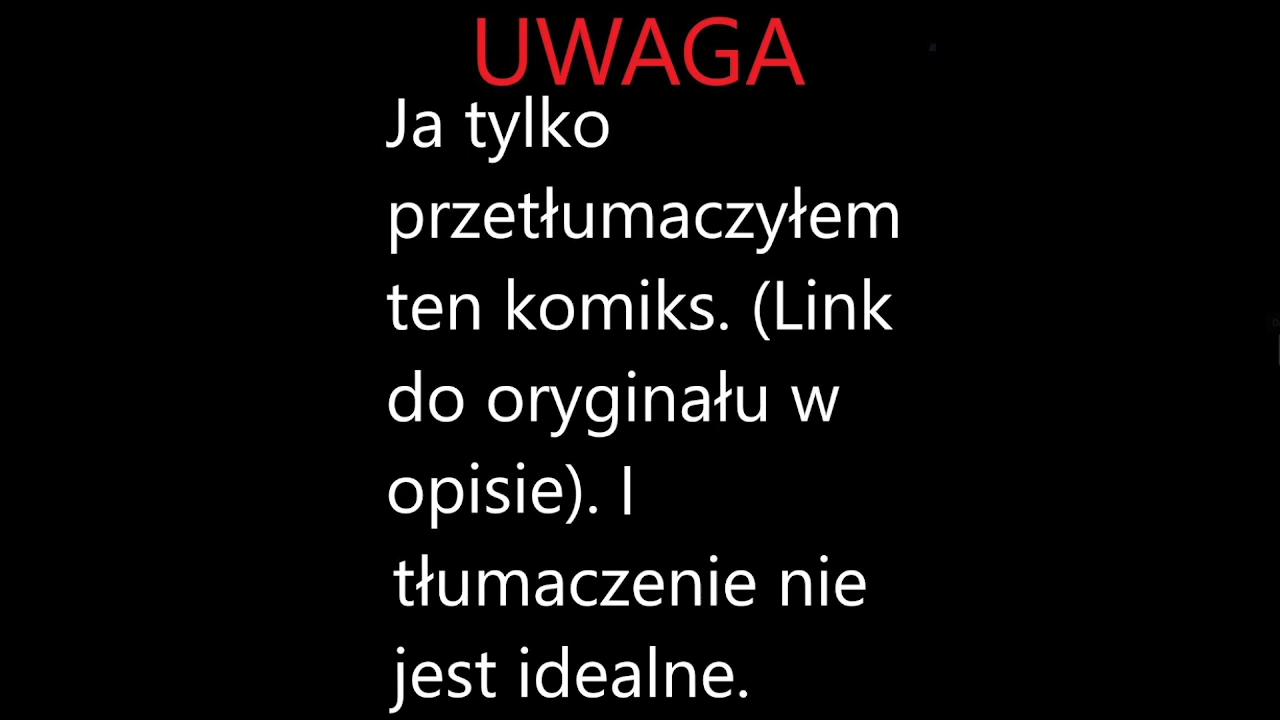 UWAGA
Ja tylko
przetłumaczyłem
ten komiks. (Link
do oryginału w
opisie). I
tłumaczenie nie
jest idealne.